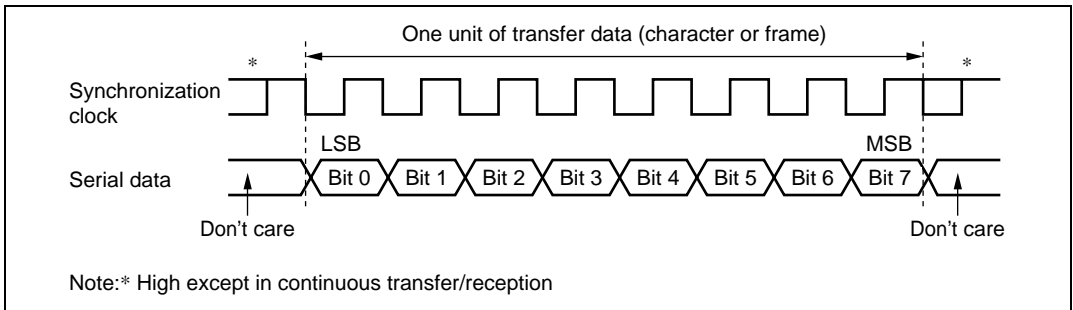 One unit of transfer data (character or frame)
* *
Synchronization
clock
LSB MSB
Serial data Bit 0 Bit 1 Bit 2 Bit 3 Bit 4 Bit 5 Bit 6 Bit 7
Don't care Don't care
Note:* High except in continuous transfer/reception